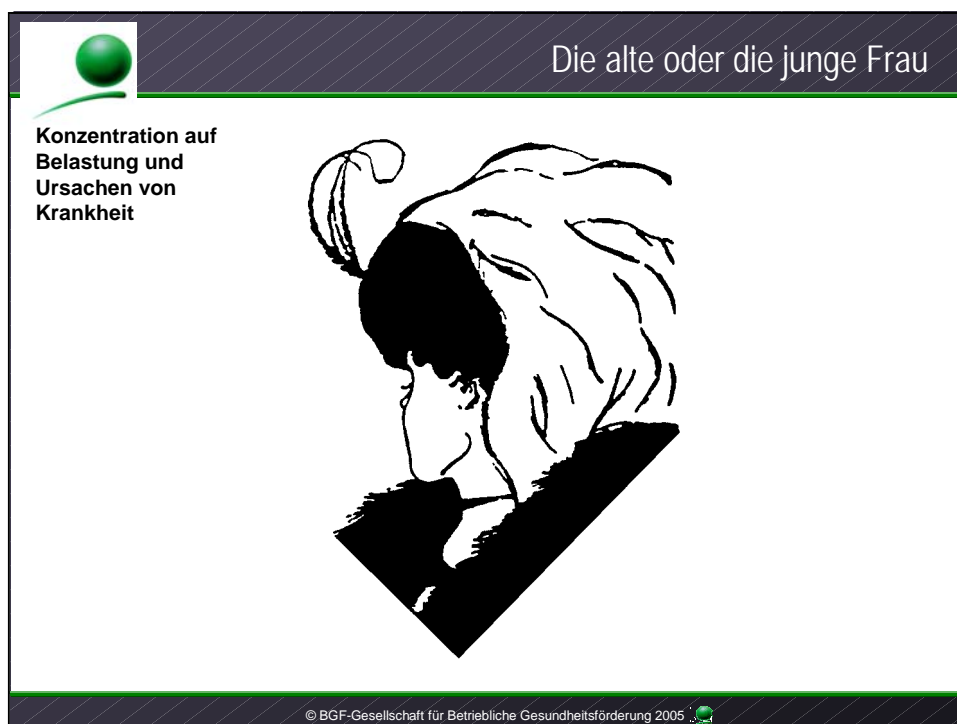 Die alte oder die junge Frau
Konzentration auf
Belastung und
Ursachen von
Krankheit
© BGF-Gesellschaft für Betriebliche Gesundheitsförderung 2005